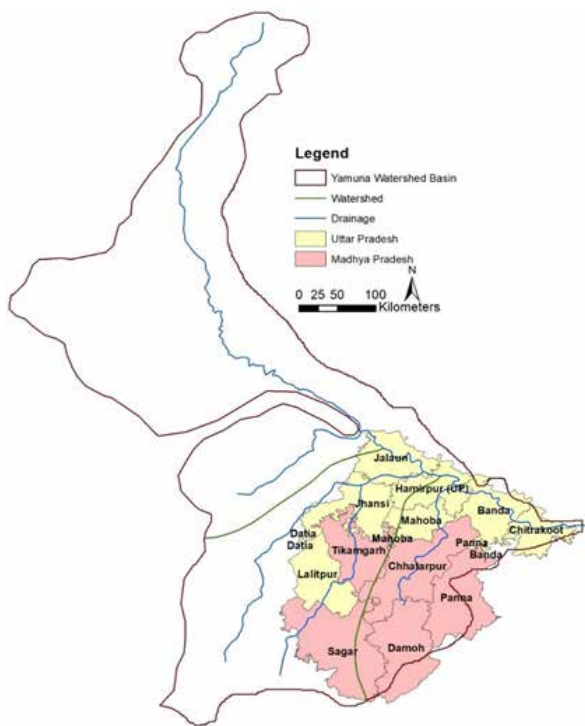 Legend
Yamuna Watershed Basin
Watershed
Drainage
Uttar Pradesh
Madhya Pradesh
N
0 25 50 100
Kilometers
Jalaun
Hamirpur (UP)
Jhansi
Banda
Mahoba
Chitrakoot
Datia
Datia
Mahoba
Panna
Tikamgarh
Banda
Chhatarpur
Lalitpur
Panna
Sagar
Damoh